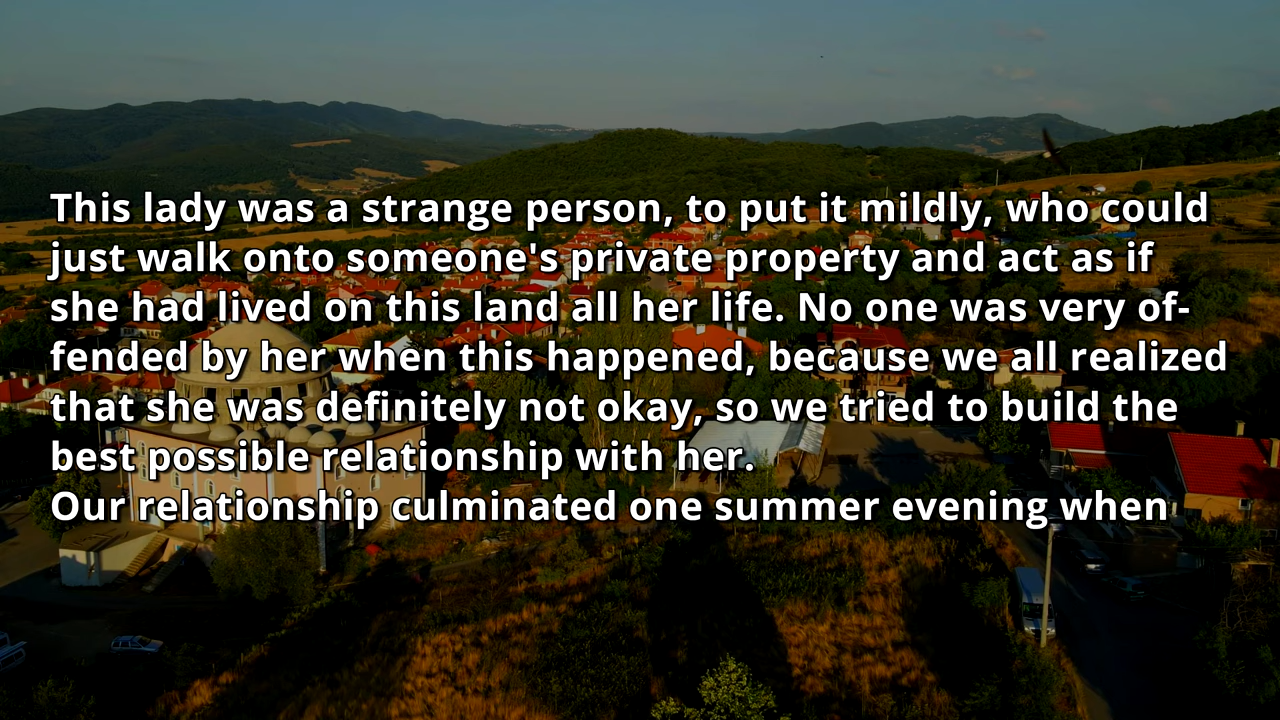 This lady was a strange person, to put it mildly, who could
just walk onto someone's private property and act as if
she had lived on this land all her life. No one was very of-
fended by her when this happened, because we all realized
that she was definitely not okay, so we tried to build the
best possible relationship with her.
Our relationship culminated one summer evening when